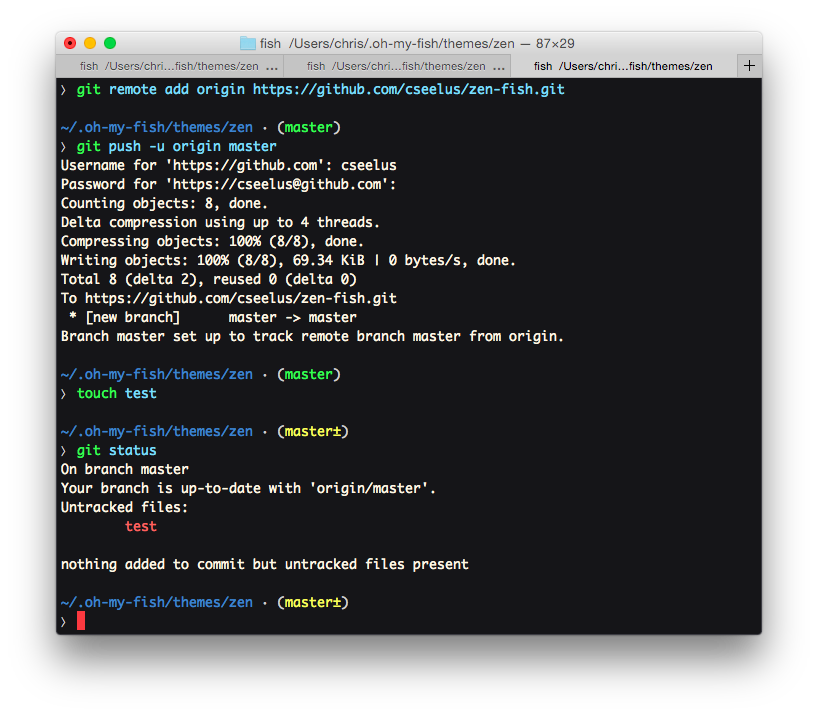 fish /Users/chris/.oh-my-fish/themes/zen — 87×29
fish /Users/chri...fish/themes/zen ... fish /Users/chri...fish/themes/zen ... fish /Users/chri...fish/themes/zen +
› git remote add origin https://github.com/cseelus/zen-fish.git
~/.oh-my-fish/themes/zen · (master)
› git push -u origin master
Username for 'https://github.com': cseelus
Password for 'https://cseelus@github.com':
Counting objects: 8, done.
Delta compression using up to 4 threads.
Compressing objects: 100% (8/8), done.
Writing objects: 100% (8/8), 69.34 KiB | 0 bytes/s, done.
Total 8 (delta 2), reused 0 (delta 0)
To https://github.com/cseelus/zen-fish.git
 * [new branch]      master -> master
Branch master set up to track remote branch master from origin.
~/.oh-my-fish/themes/zen · (master)
› touch test
~/.oh-my-fish/themes/zen · (master±)
› git status
On branch master
Your branch is up-to-date with 'origin/master'.
Untracked files:
        test
nothing added to commit but untracked files present
~/.oh-my-fish/themes/zen · (master±)
›